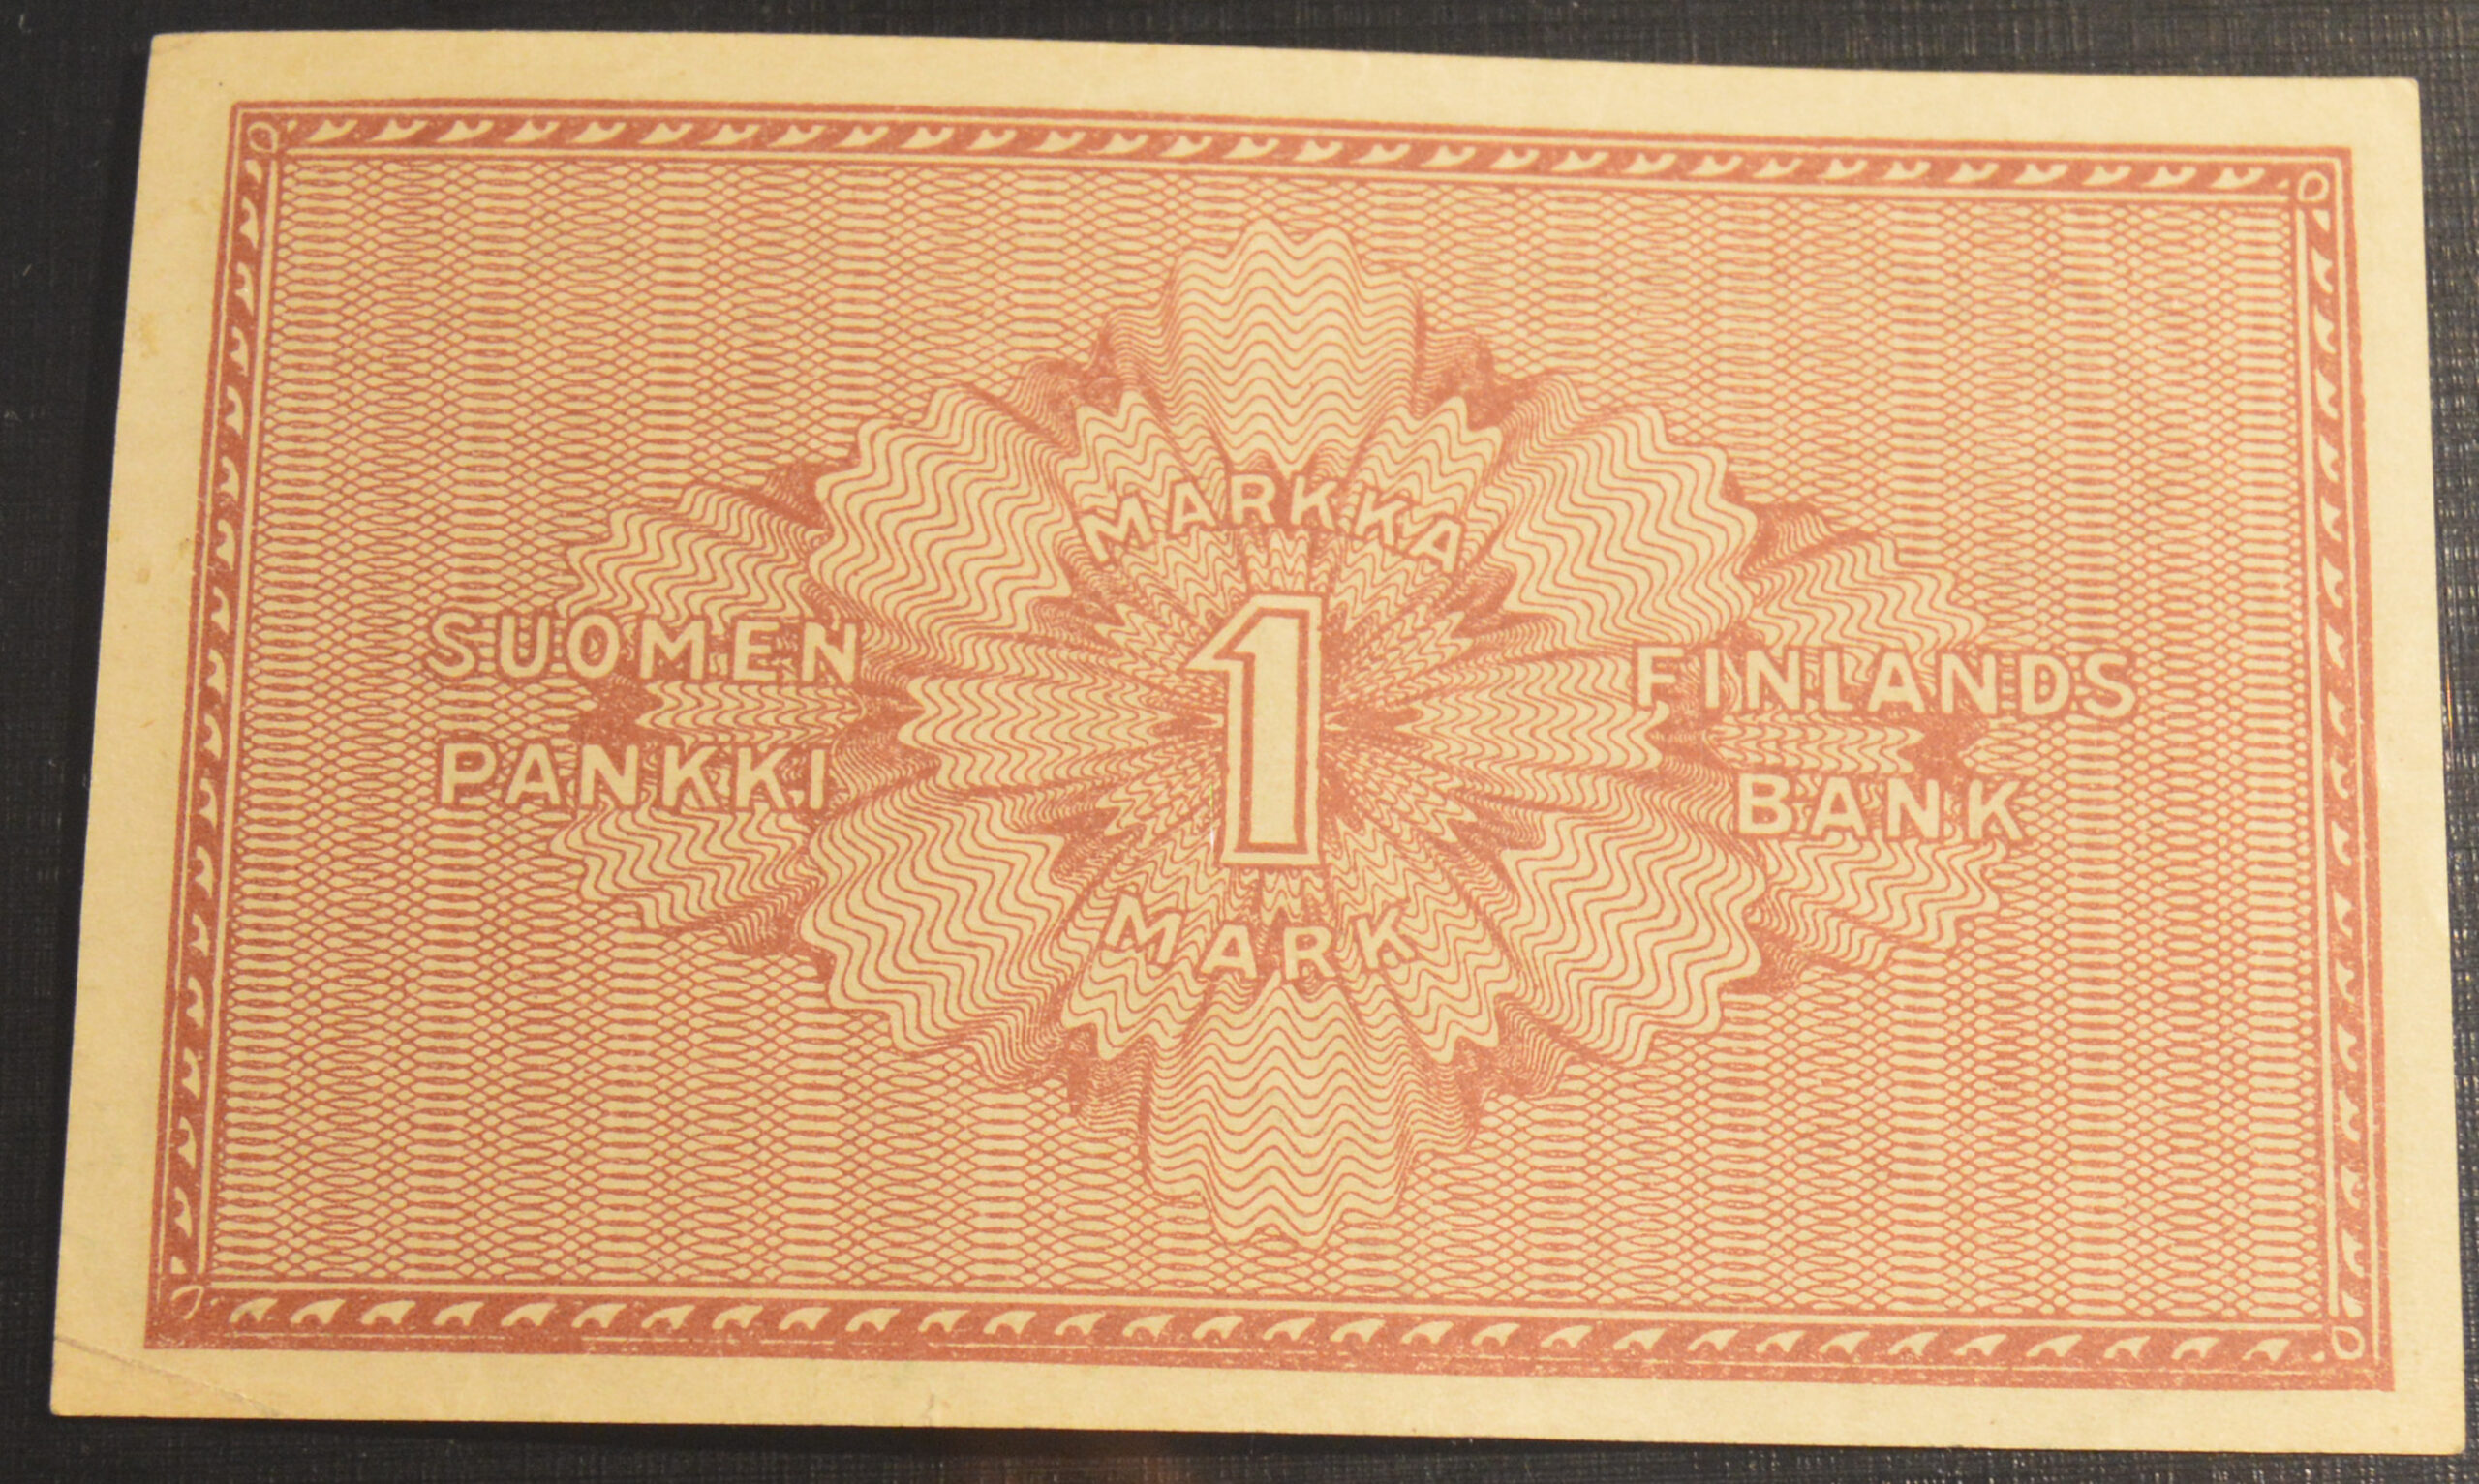 MARKKA
SUOMEN
PANKKI
1
FINLANDS
BANK
MARK